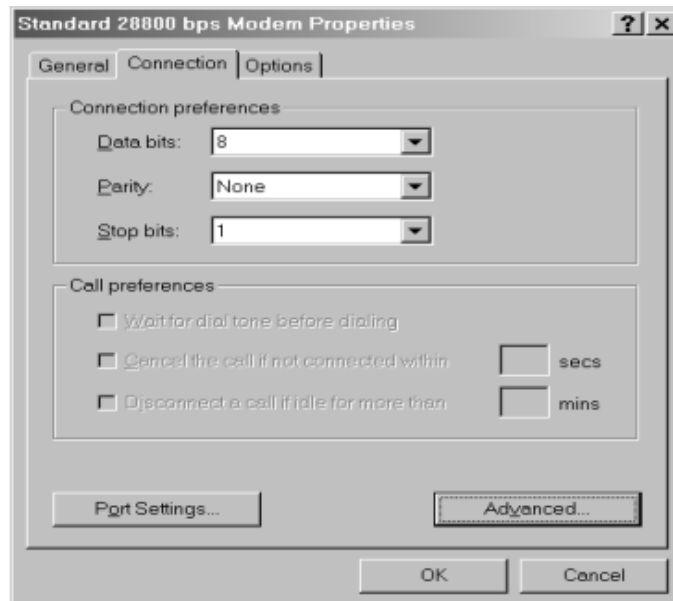 Standard 28800 bps Modem Properties
General Connection Options
Connection preferences
Data bits: 8
Parity: None
Stop bits: 1
Call preferences
Wait for dial tone before dialing
Cancel the call if not connected within secs
Disconnect a call if idle for more than mins
Port Settings... Advanced...
OK Cancel